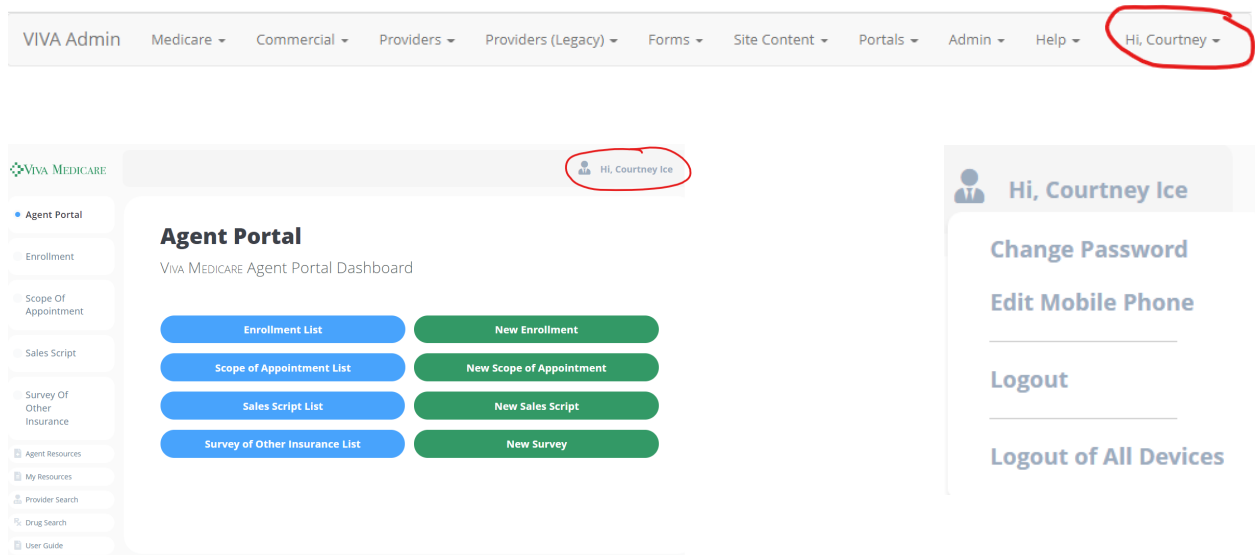 VIVA Admin Medicare Commercial Providers Providers (Legacy) Forms Site Content Portals Admin Help Hi, Courtney
VIVA MEDICARE
Hi, Courtney Ice
Agent Portal
Enrollment
Scope Of
Appointment
Sales Script
Survey Of
Other
Insurance
Agent Resources
My Resources
Provider Search
Drug Search
User Guide
Agent Portal
VIVA MEDICARE Agent Portal Dashboard
Enrollment List New Enrollment
Scope of Appointment List New Scope of Appointment
Sales Script List New Sales Script
Survey of Other Insurance List New Survey
Hi, Courtney Ice
Change Password
Edit Mobile Phone
Logout
Logout of All Devices